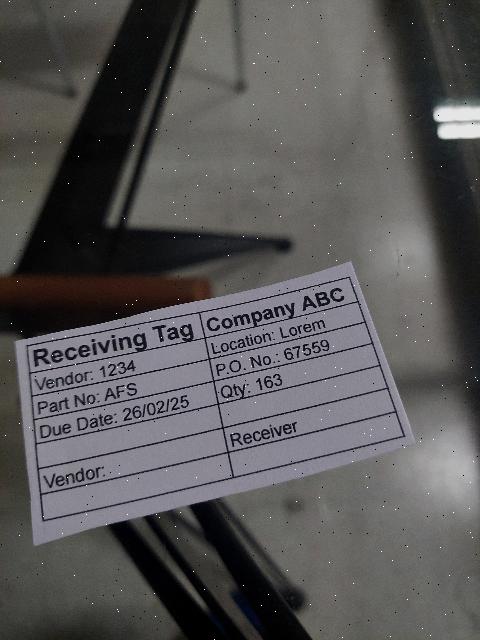 Receiving Tag
Company ABC
Vendor: 1234
Location: Lorem
Part No: AFS
P.O. No.: 67559
Due Date: 26/02/25
Qty: 163
Vendor:
Receiver